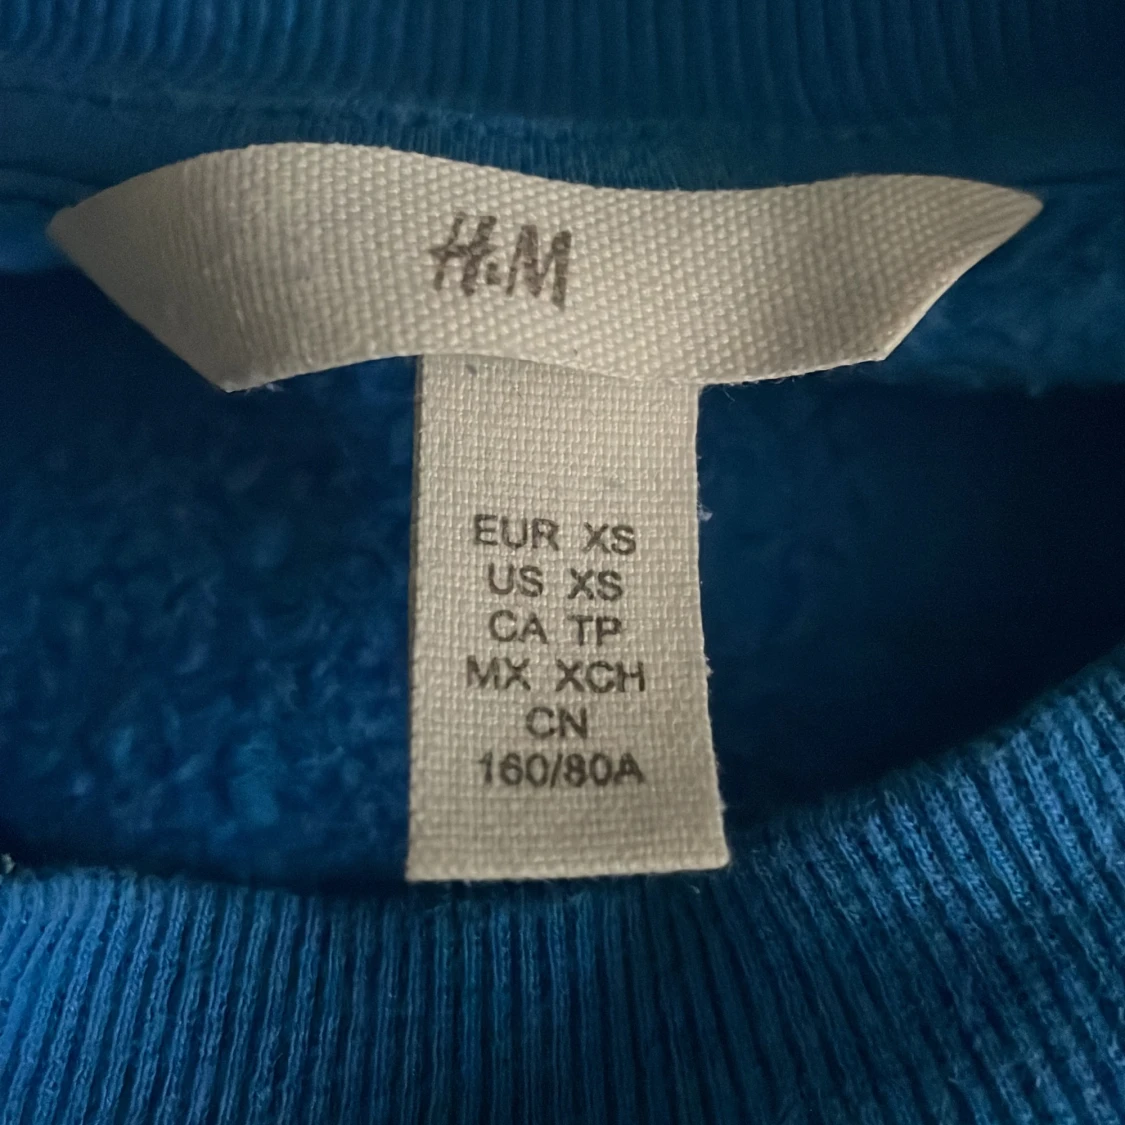 H&M
EUR XS
US XS
CA TP
MX XCH
CN
160/80A